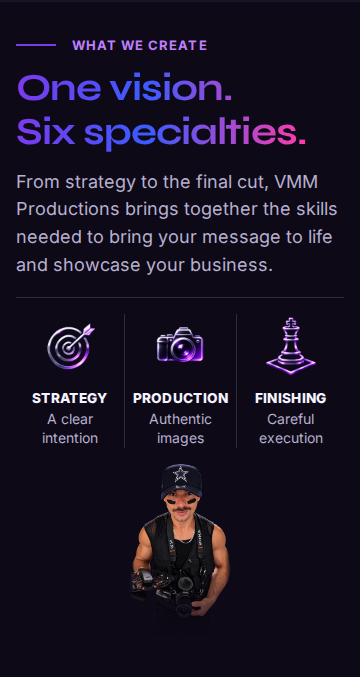 WHAT WE CREATE
One vision.
Six specialties.
From strategy to the final cut, VMM
Productions brings together the skills
needed to bring your message to life
and showcase your business.
STRATEGY
A clear
intention
PRODUCTION
Authentic
images
FINISHING
Careful
execution